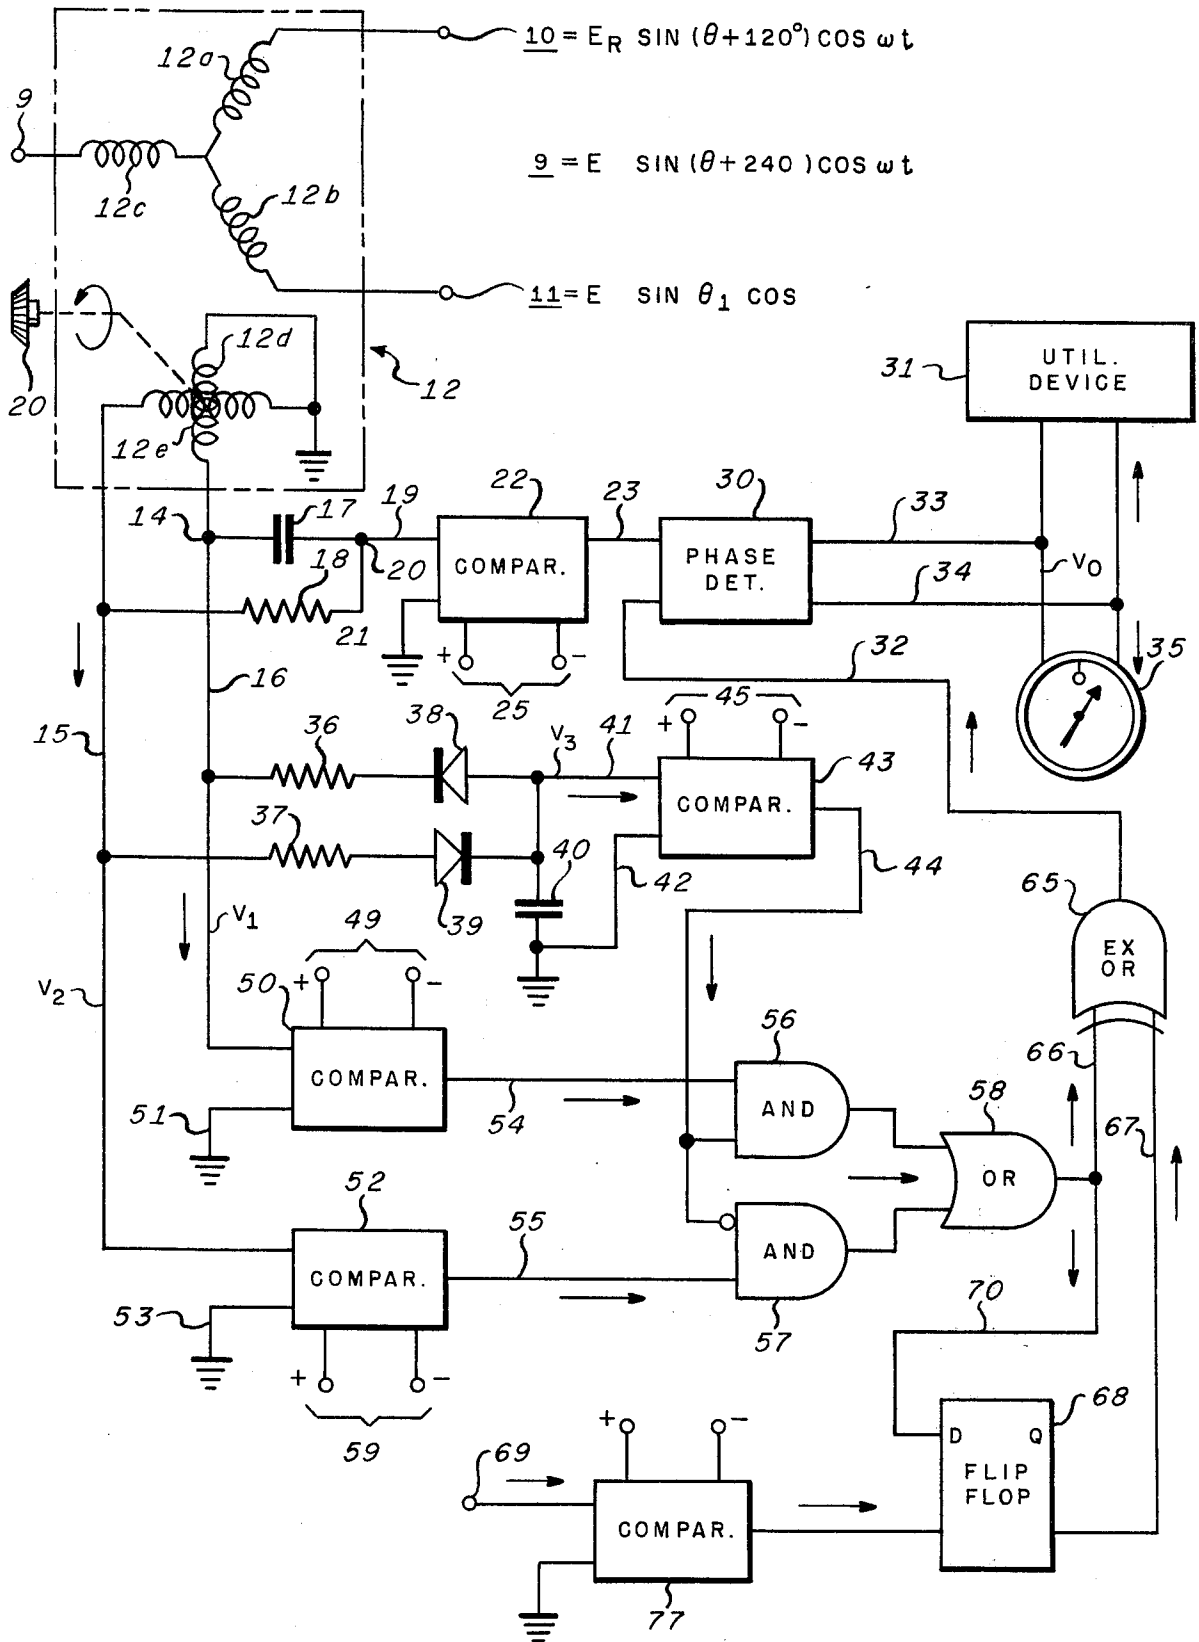 10 = E_R SIN (θ+120°) COS ωt
12a
9
9 = E SIN (θ+240 ) COS ωt
12c
12b
11 = E SIN θ₁ COS
12d
12
20
12e
31
UTIL. DEVICE
14
17
19
22
23
30
33
18
20
COMPAR.
PHASE DET.
V₀
34
21
+ -
25
32
35
16
15
36
38
V₃
41
+ 45 -
43
COMPAR.
37
39
40
42
44
V₁
49
+ -
V₂
50
COMPAR.
51
54
56
AND
65
EX OR
66
67
58
OR
52
55
COMPAR.
53
AND
57
+ -
59
70
68
D Q
FLIP FLOP
69
+ -
COMPAR.
77